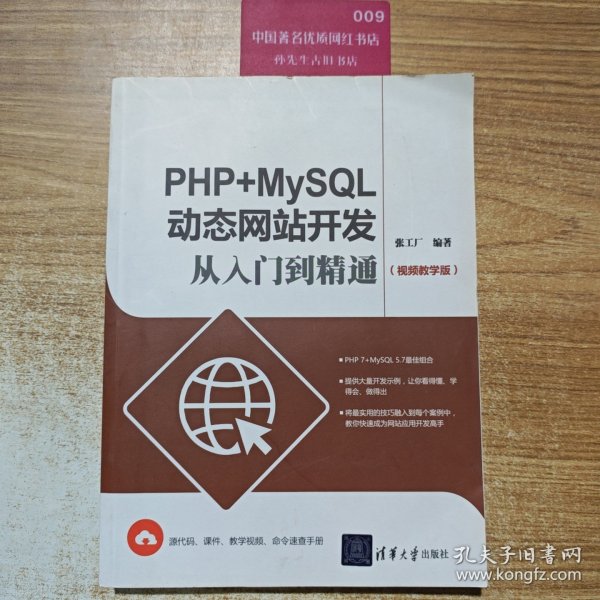 009
中国著名优质网红书店
孙先生古旧书店
PHP+MySQL
动态网站开发
从入门到精通
张工厂 编著
（视频教学版）
■ PHP 7+MySQL 5.7最佳组合
■ 提供大量开发示例，让你看得懂、学
得会、做得出
■ 将最实用的技巧融入到每个案例中，
教你快速成为网站应用开发高手
源代码、课件、教学视频、命令速查手册
清华大学出版社
孔夫子旧书网
www.kongfz.com